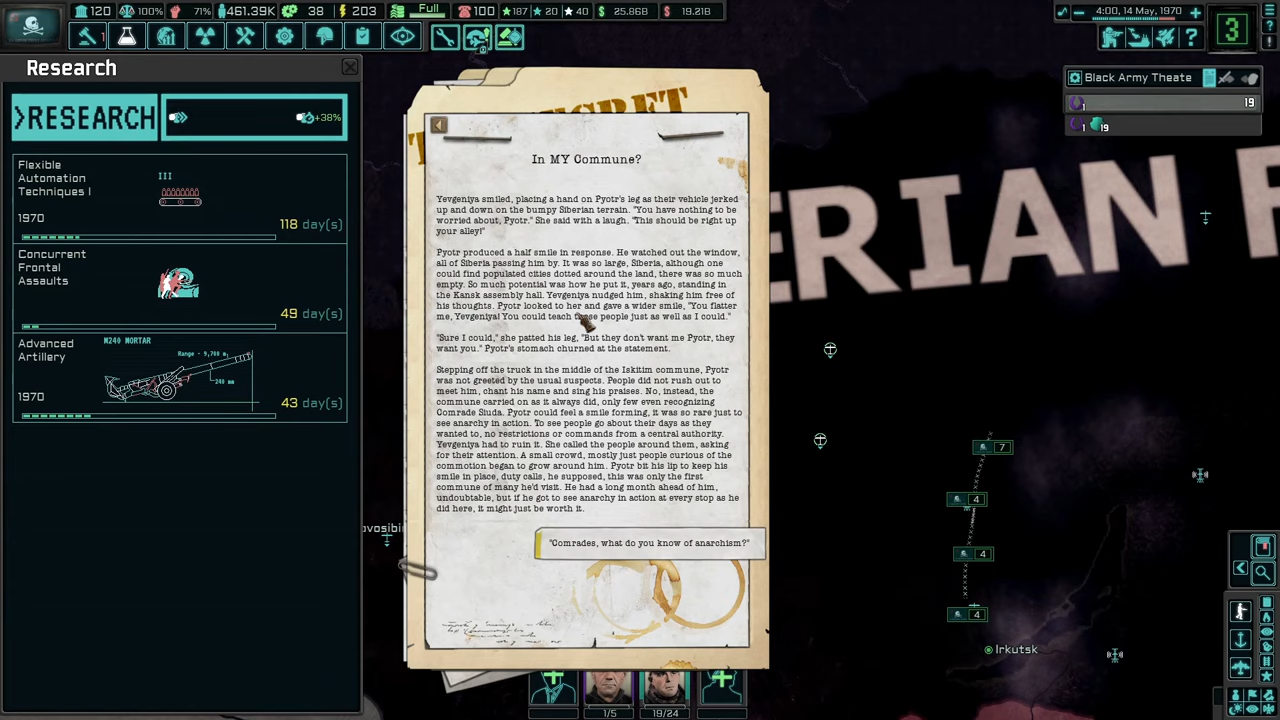 120 100% 71% 461.39K 38 203 Full 100 187 20 40 $ 25.86B $ 19.21B
4:00, 14 May, 1970
3
1
Research
>RESEARCH
+38%
Flexible
Automation
Techniques I
III
1970
118 day(s)
Concurrent
Frontal
Assaults
49 day(s)
Advanced
Artillery
M240 MORTAR
Range - 9,700 m.
240 mm
1970
43 day(s)
In MY Commune?
Yevgeniya smiled, placing a hand on Pyotr's leg as their vehicle jerked
up and down on the bumpy Siberian terrain. "You have nothing to be
worried about, Pyotr." She said with a laugh. "This should be right up
your alley!"
Pyotr produced a half smile in response. He watched out the window,
all of Siberia passing him by. It was so large, Siberia, although one
could find populated cities dotted around the land, there was so much
empty. So much potential was how he put it, years ago, standing in
the Kansk assembly hall. Yevgeniya nudged him, shaking him free of
his thoughts. Pyotr looked to her and gave a wider smile, "You flatter
me, Yevgeniya! You could teach these people just as well as I could."
"Sure I could," she patted his leg, "But they don't want me Pyotr, they
want you." Pyotr's stomach churned at the statement.
Stepping off the truck in the middle of the Iskitim commune, Pyotr
was not greeted by the usual suspects. People did not rush out to
meet him, chant his name and sing his praises. No, instead, the
commune carried on as it always did, only few even recognizing
Comrade Siuda. Pyotr could feel a smile forming, it was so rare just to
see anarchy in action. To see people go about their days as they
wanted to, no restrictions or commands from a central authority.
Yevgeniya had to ruin it. She called the people around them, asking
for their attention. A small crowd, mostly just people curious of the
commotion began to grow around him. Pyotr bit his lip to keep his
smile in place, duty calls, he supposed, this was only the first
commune of many he'd visit. He had a long month ahead of him,
undoubtable, but if he got to see anarchy in action at every stop as he
did here, it might just be worth it.
"Comrades, what do you know of anarchism?"
Black Army Theate
1 19
1 19
ERIAN
7
4
4
4
Irkutsk
ovosibi
1/5
19/24